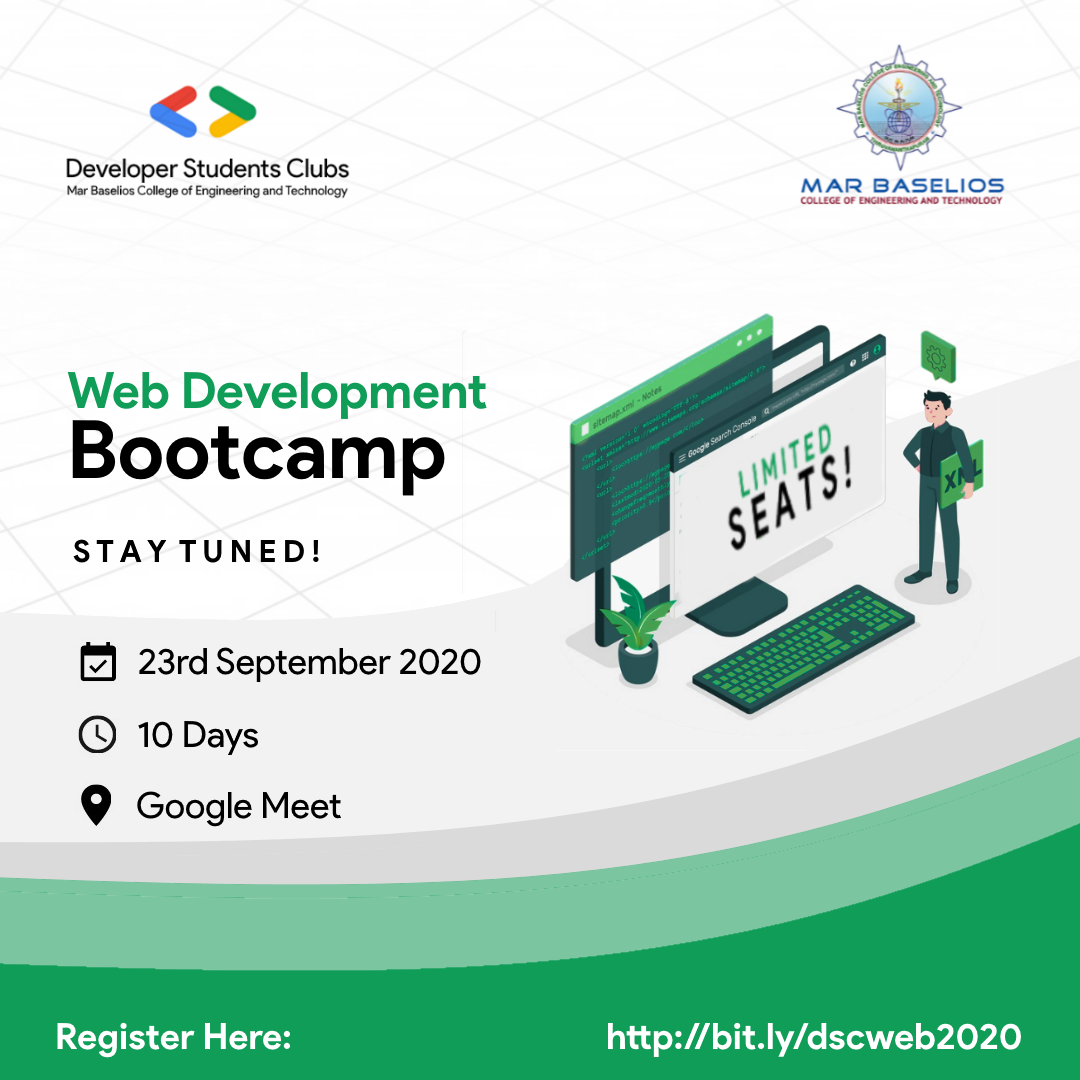 Developer Students Clubs
Mar Baselios College of Engineering and Technology
MAR BASELIOS
COLLEGE OF ENGINEERING AND TECHNOLOGY
Web Development
Bootcamp
STAY TUNED!
sitemap.xml - Notes
Google Search Console
LIMITED
SEATS!
XML
23rd September 2020
10 Days
Google Meet
Register Here:
http://bit.ly/dscweb2020